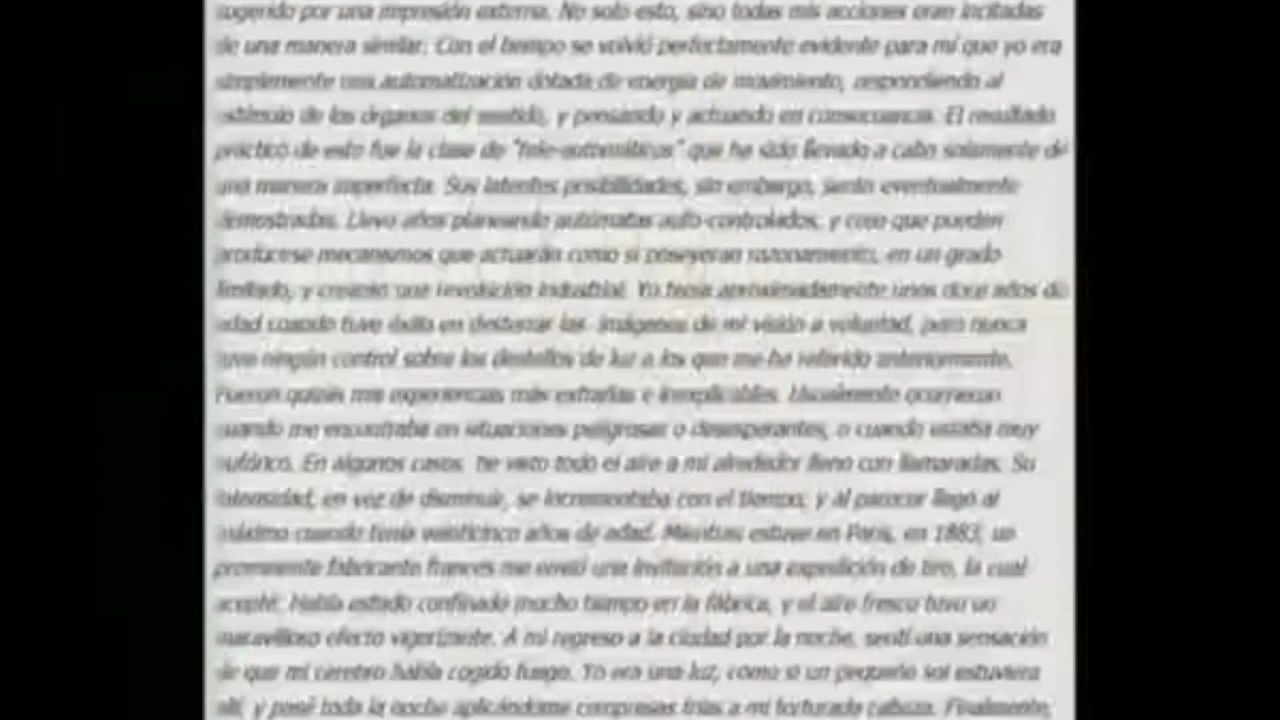 sugerido por una impresión externa. No solo esto, sino todas mis acciones eran incitadas
de una manera similar. Con el tiempo se volvió perfectamente evidente para mí que yo era
simplemente una automatización dotada de energía de movimiento, respondiendo al
estímulo de los órganos del sentido, y pensando y actuando en consecuencia. El resultado
práctico de esto fue la clase de "tele-automáticos" que ha sido llevado a cabo solamente de
una manera imperfecta. Sus latentes posibilidades, sin embargo, serán eventualmente
demostradas. Llevo años planeando autómatas auto-controlados, y creo que pueden
producirse mecanismos que actuarán como si poseyeran razonamiento, en un grado
limitado, y crearán una revolución industrial. Yo tenía aproximadamente unos doce años de
edad cuando tuve éxito en desterrar las imágenes de mi visión a voluntad, pero nunca
tuve ningún control sobre los destellos de luz a los que me he referido anteriormente.
Fueron quizás mis experiencias más extrañas e inexplicables. Usualmente ocurrieron
cuando me encontraba en situaciones peligrosas o desesperantes, o cuando estaba muy
eufórico. En algunos casos he visto todo el aire a mi alrededor lleno con llamaradas. Su
intensidad, en vez de disminuir, se incrementaba con el tiempo, y al parecer llegó al
máximo cuando tenía veinticinco años de edad. Mientras estuve en Paris, en 1883, un
prominente fabricante frances me envió una invitación a una expedición de tiro, la cual
acepté. Había estado confinado mucho tiempo en la fábrica, y el aire fresco tuvo un
maravilloso efecto vigorizante. A mi regreso a la ciudad por la noche, sentí una sensación
de que mi cerebro había cogido fuego. Yo era una luz, como si un pequeño sol estuviera
allí, y pasé toda la noche aplicándome compresas frías a mi torturada cabeza. Finalmente,